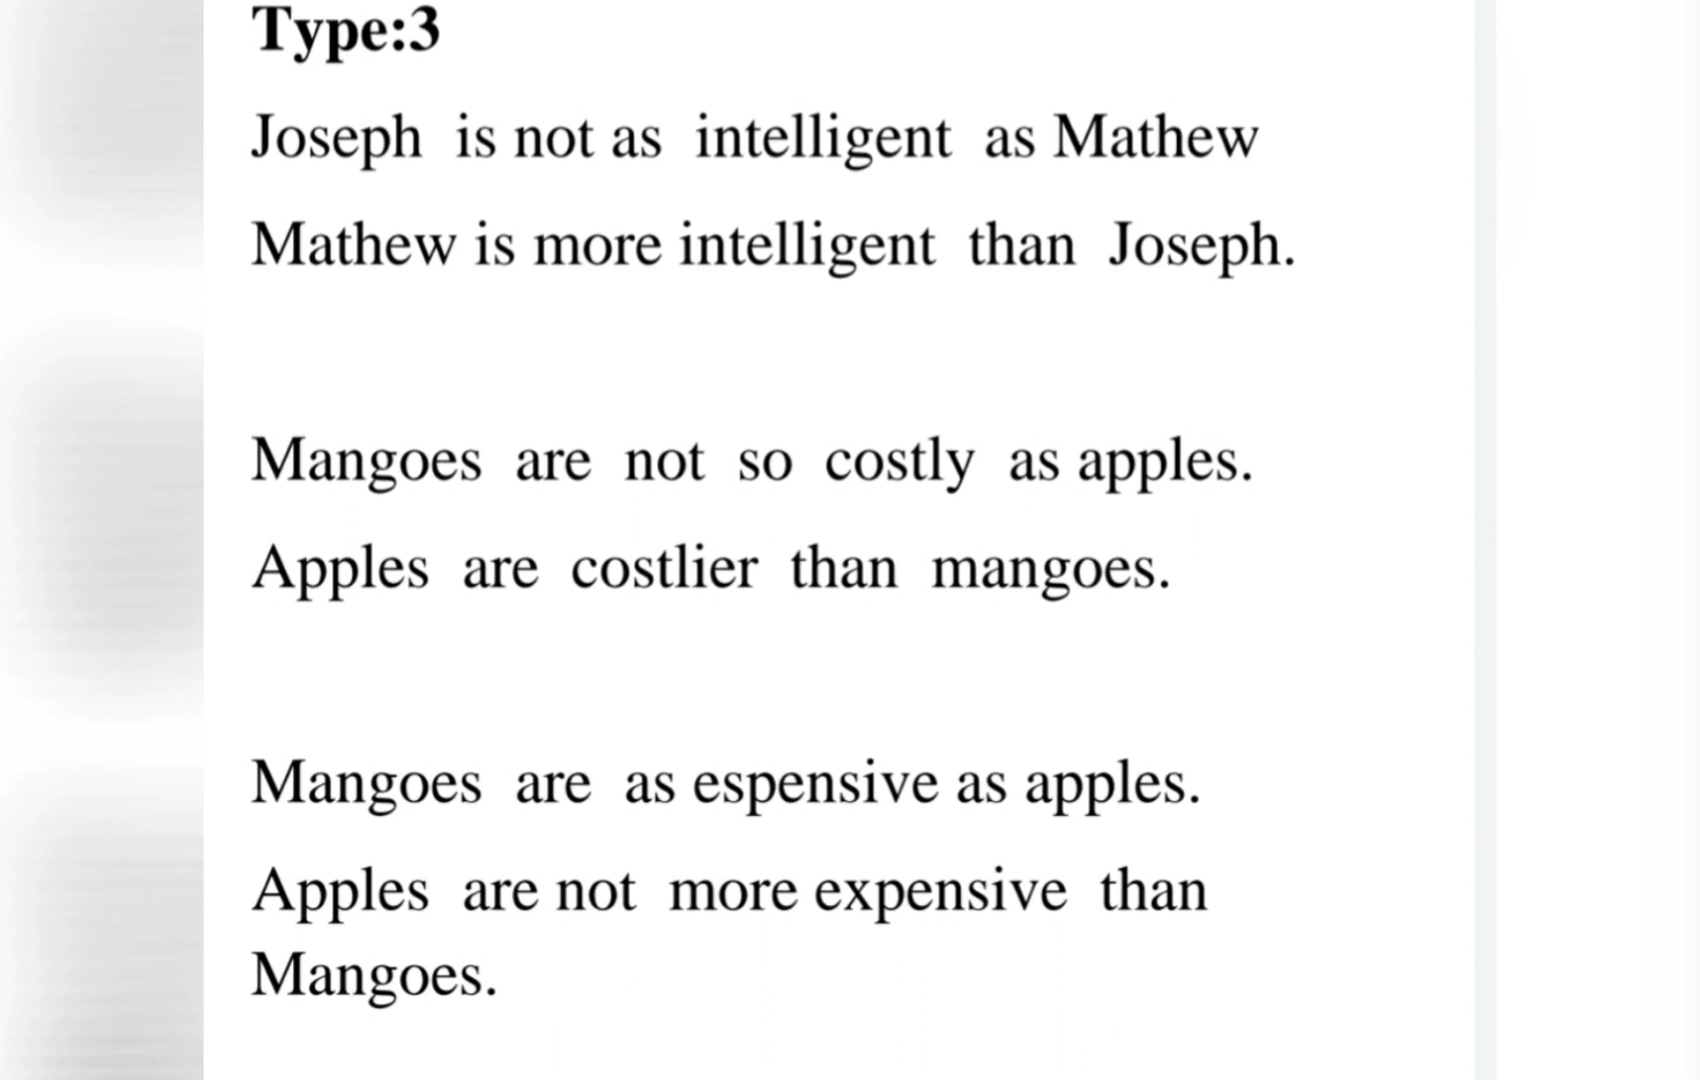 Type:3
Joseph is not as intelligent as Mathew
Mathew is more intelligent than Joseph.
Mangoes are not so costly as apples.
Apples are costlier than mangoes.
Mangoes are as espensive as apples.
Apples are not more expensive than
Mangoes.